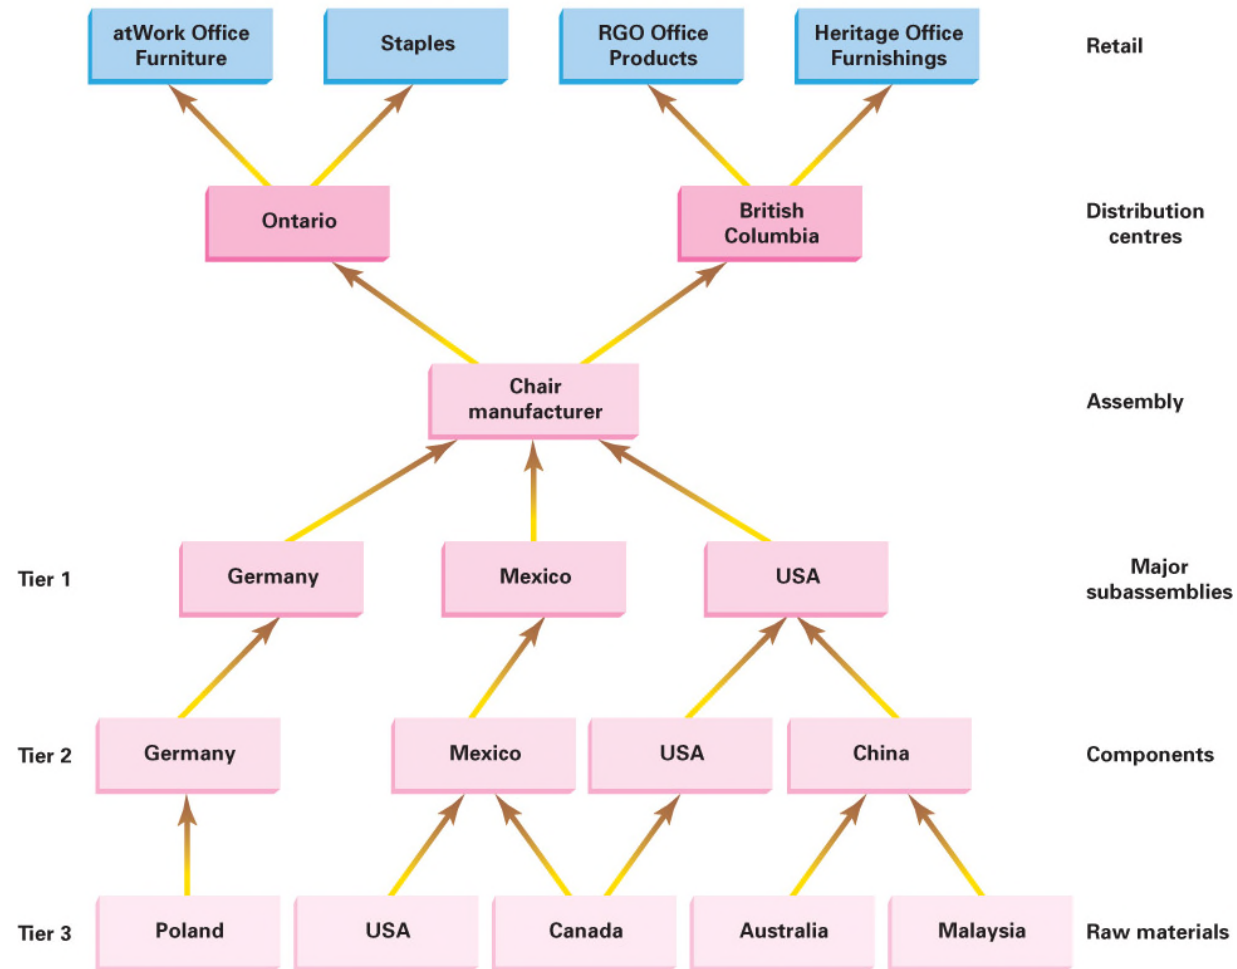 atWork Office
Furniture
Staples
RGO Office
Products
Heritage Office
Furnishings
Retail
Ontario
British
Columbia
Distribution
centres
Chair
manufacturer
Assembly
Tier 1
Germany
Mexico
USA
Major
subassemblies
Tier 2
Germany
Mexico
USA
China
Components
Tier 3
Poland
USA
Canada
Australia
Malaysia
Raw materials